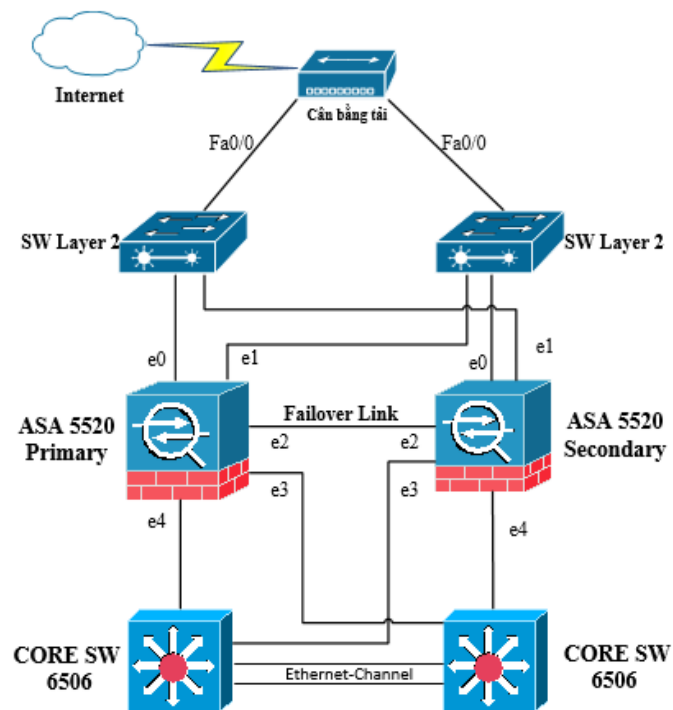 Internet
Cân bằng tải
Fa0/0
Fa0/0
SW Layer 2
SW Layer 2
e0
e1
e0
e1
ASA 5520
Primary
Failover Link
e2
e2
ASA 5520
Secondary
e3
e3
e4
e4
CORE SW
6506
Ethernet-Channel
CORE SW
6506